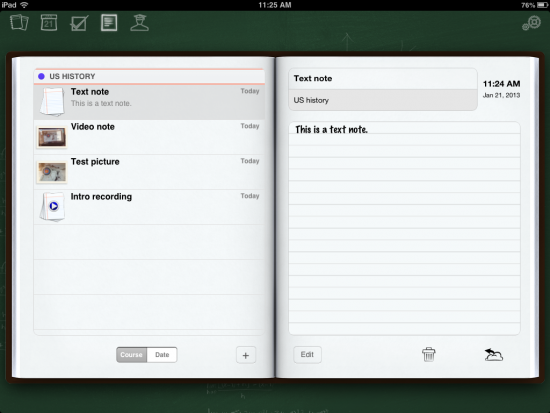 iPad 11:25 AM 76%
21
US HISTORY
Text note Today
This is a text note.
Video note Today
Test picture Today
Intro recording Today
Course Date +
Text note
US history
11:24 AM
Jan 21, 2013
This is a text note.
Edit